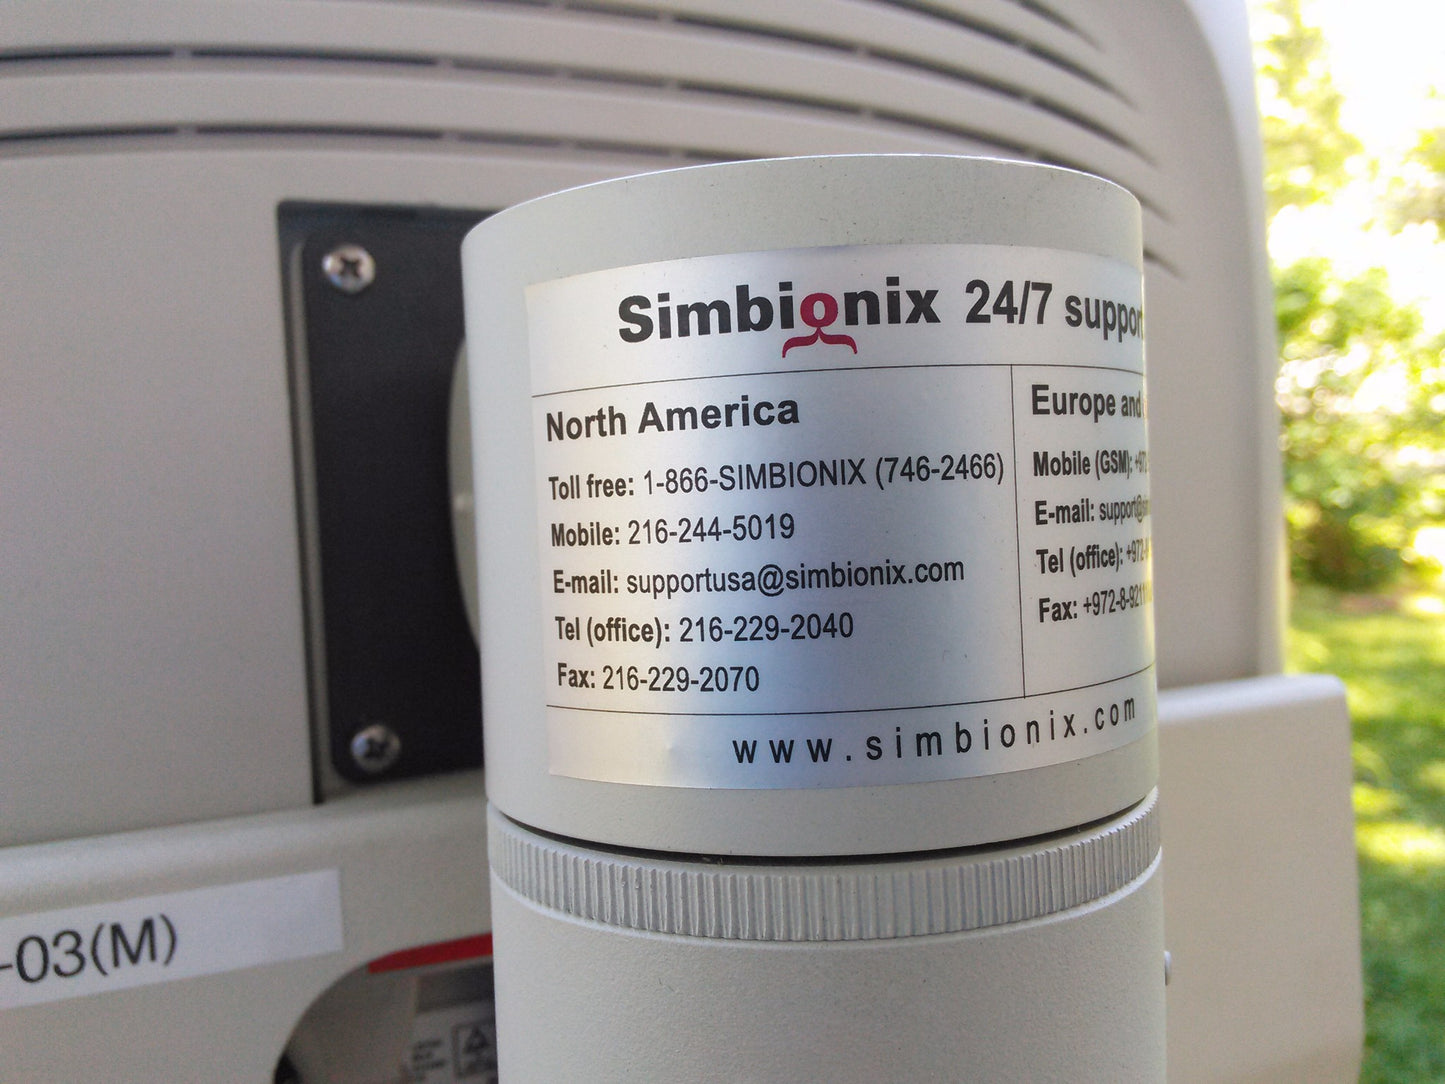 Simbionix 24/7 support
North America
Toll free: 1-866-SIMBIONIX (746-2466)
Mobile: 216-244-5019
E-mail: supportusa@simbionix.com
Tel (office): 216-229-2040
Fax: 216-229-2070
Europe and
Mobile (GSM):
E-mail:
Tel (office):
Fax:
www.simbionix.com
-03(M)